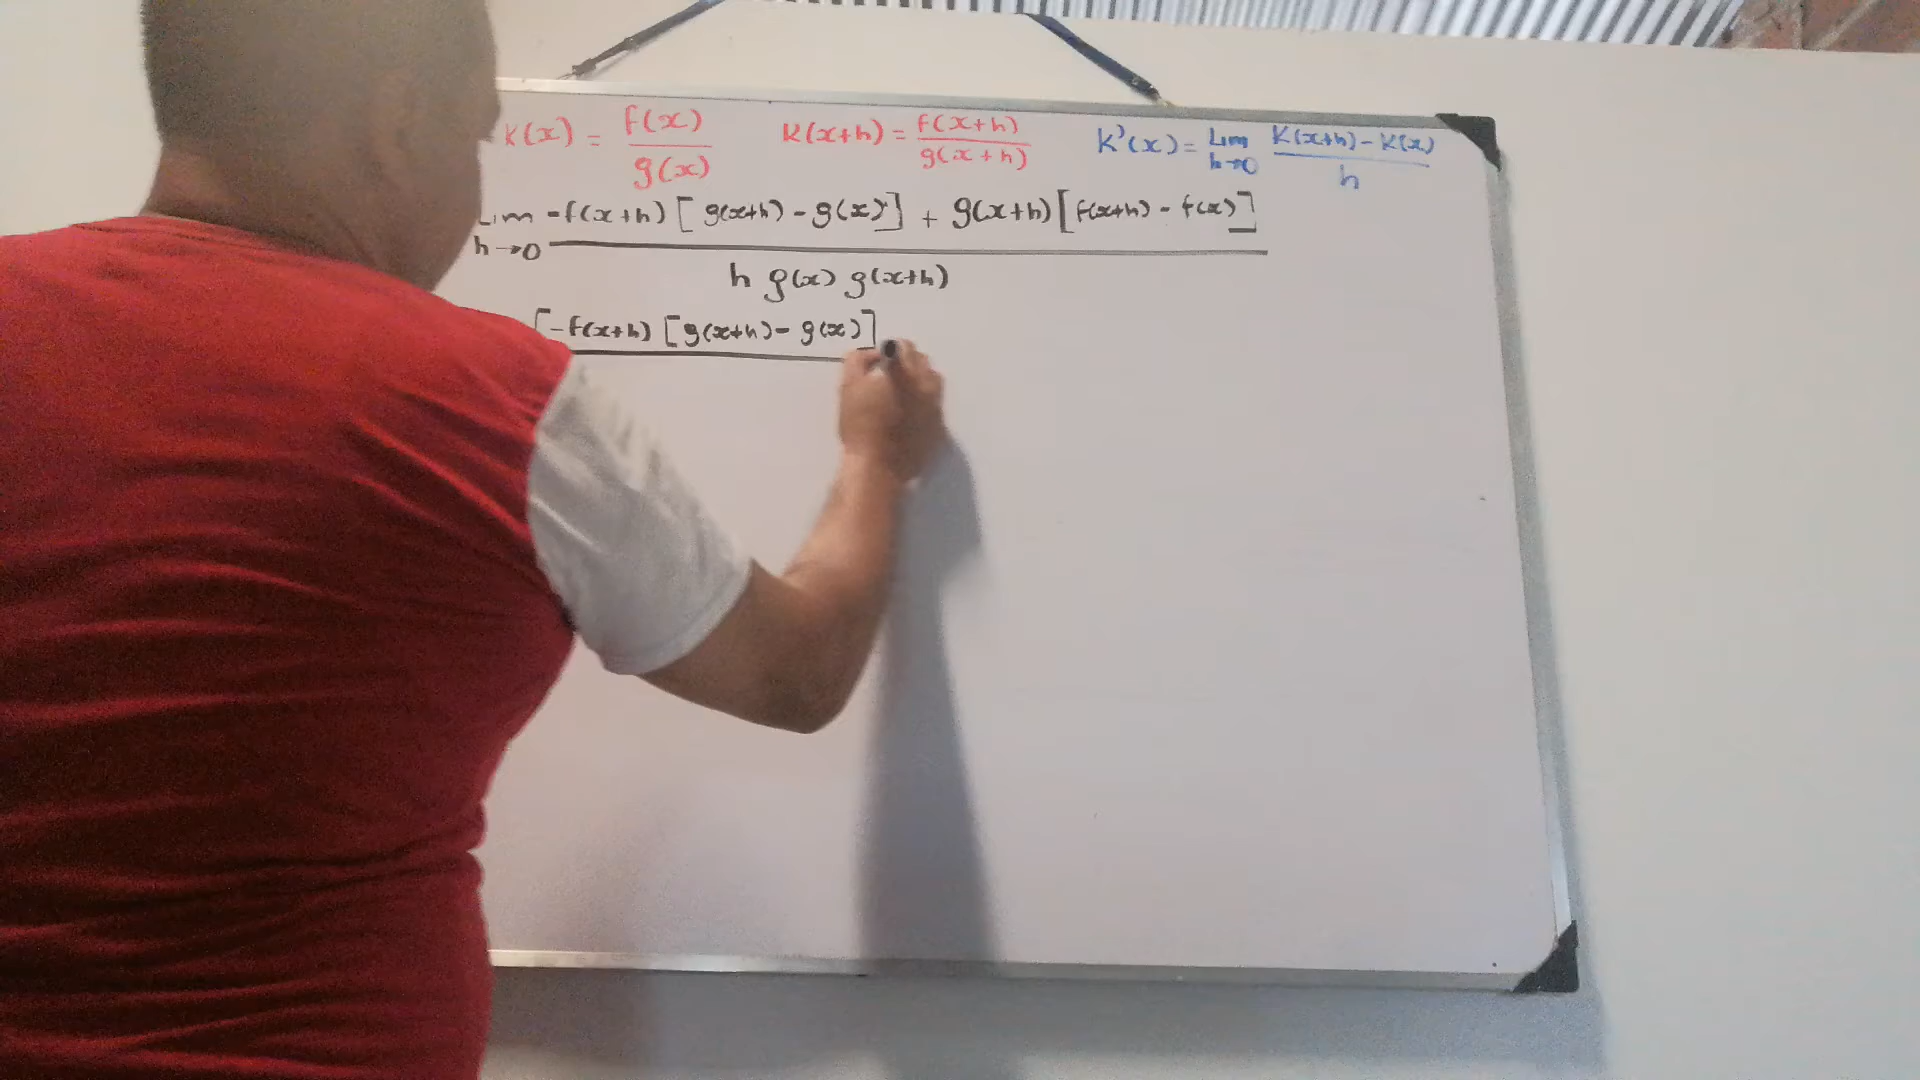 K(x) = f(x)/g(x) K(x+h) = f(x+h)/g(x+h) K'(x) = Lim h→0 K(x+h) - K(x)/h
Lim h→0 -f(x+h) [g(x+h) - g(x)] + g(x+h) [f(x+h) - f(x)]
h g(x) g(x+h)
[-f(x+h) [g(x+h) - g(x)]